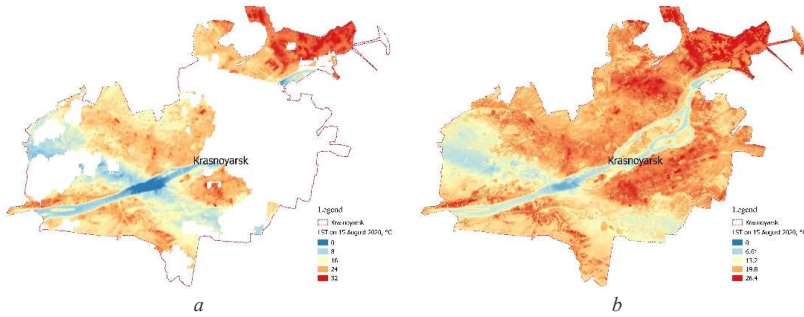 Krasnoyarsk
Legend
Krasnoyarsk
LST on 15 August 2020, °C
0
8
16
24
32
a
Krasnoyarsk
Legend
Krasnoyarsk
LST on 15 August 2020, °C
0
6.61
13.2
19.8
26.4
b